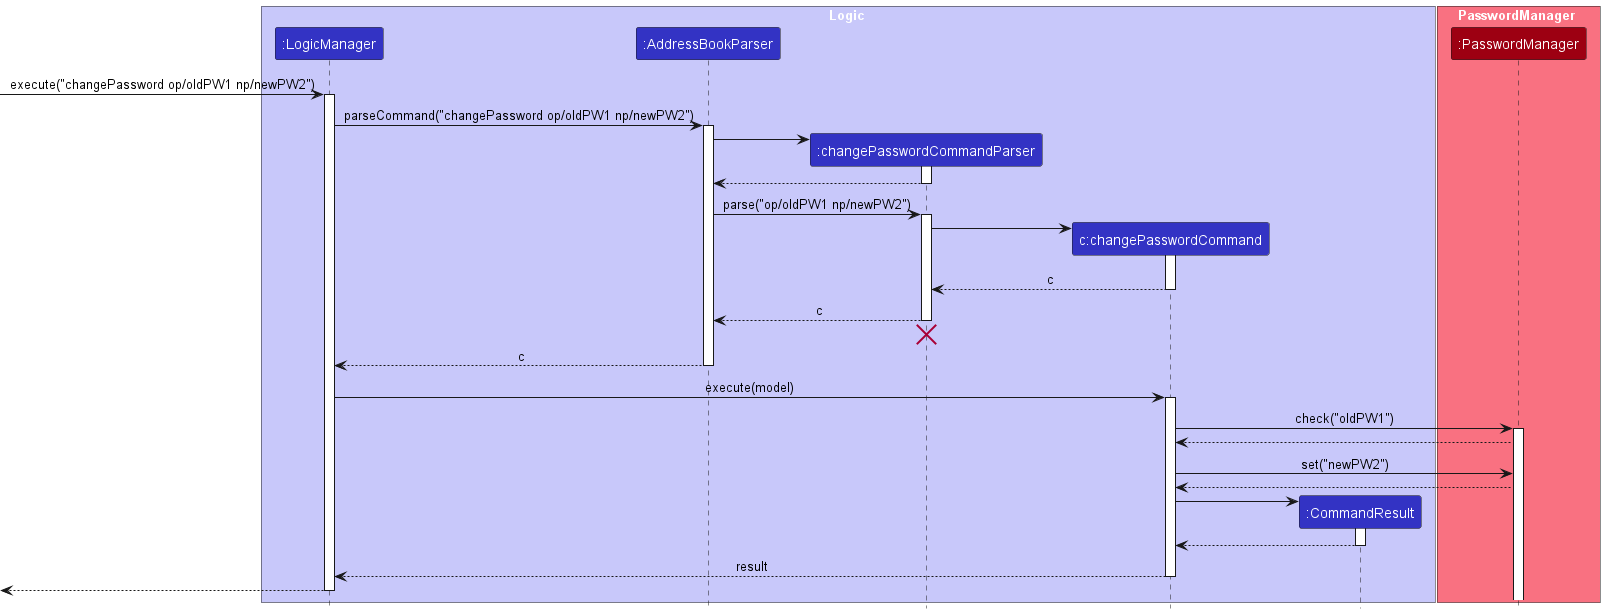 Logic
PasswordManager
:LogicManager
:AddressBookParser
:PasswordManager
execute("changePassword op/oldPW1 np/newPW2")
parseCommand("changePassword op/oldPW1 np/newPW2")
:changePasswordCommandParser
parse("op/oldPW1 np/newPW2")
c:changePasswordCommand
c
c
c
execute(model)
check("oldPW1")
set("newPW2")
:CommandResult
result